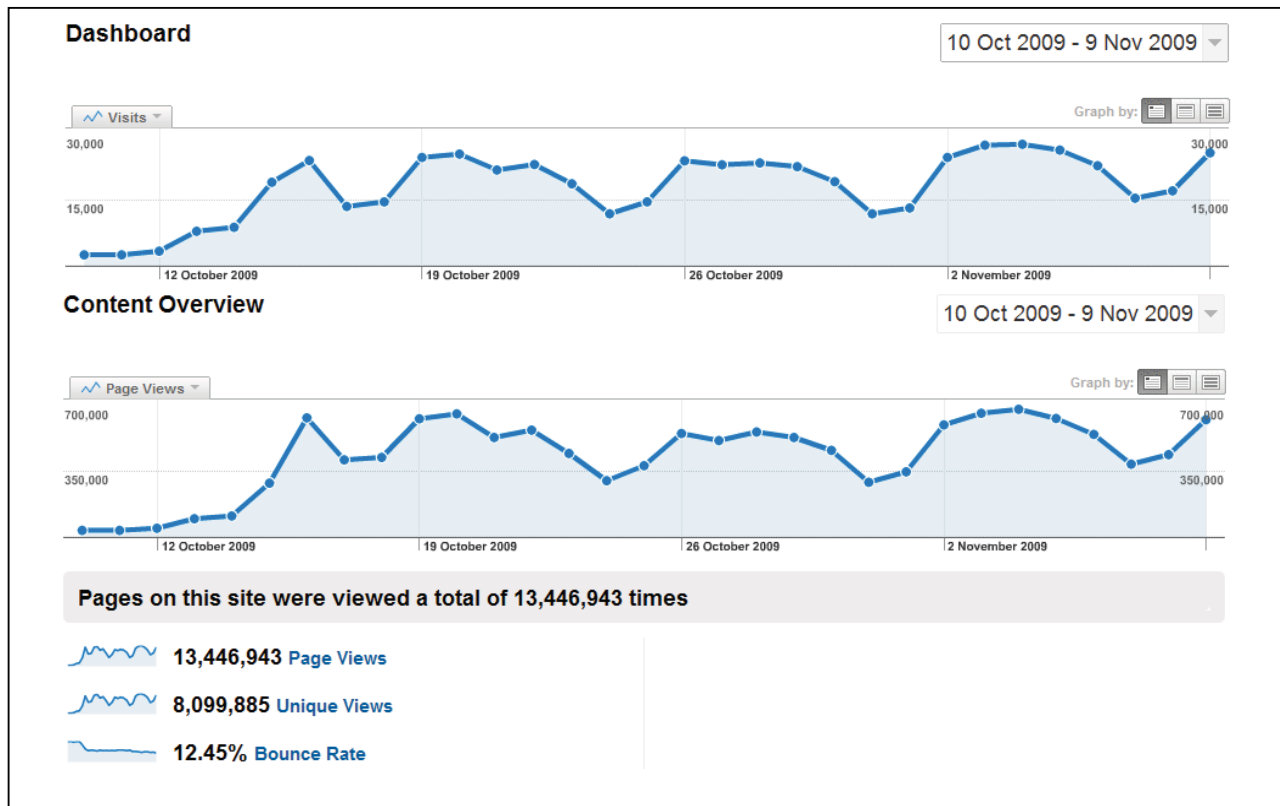 Dashboard
10 Oct 2009 - 9 Nov 2009
Visits
Graph by:
30,000
30,000
15,000
15,000
12 October 2009
19 October 2009
26 October 2009
2 November 2009
Content Overview
10 Oct 2009 - 9 Nov 2009
Page Views
Graph by:
700,000
700,000
350,000
350,000
12 October 2009
19 October 2009
26 October 2009
2 November 2009
Pages on this site were viewed a total of 13,446,943 times
13,446,943 Page Views
8,099,885 Unique Views
12.45% Bounce Rate